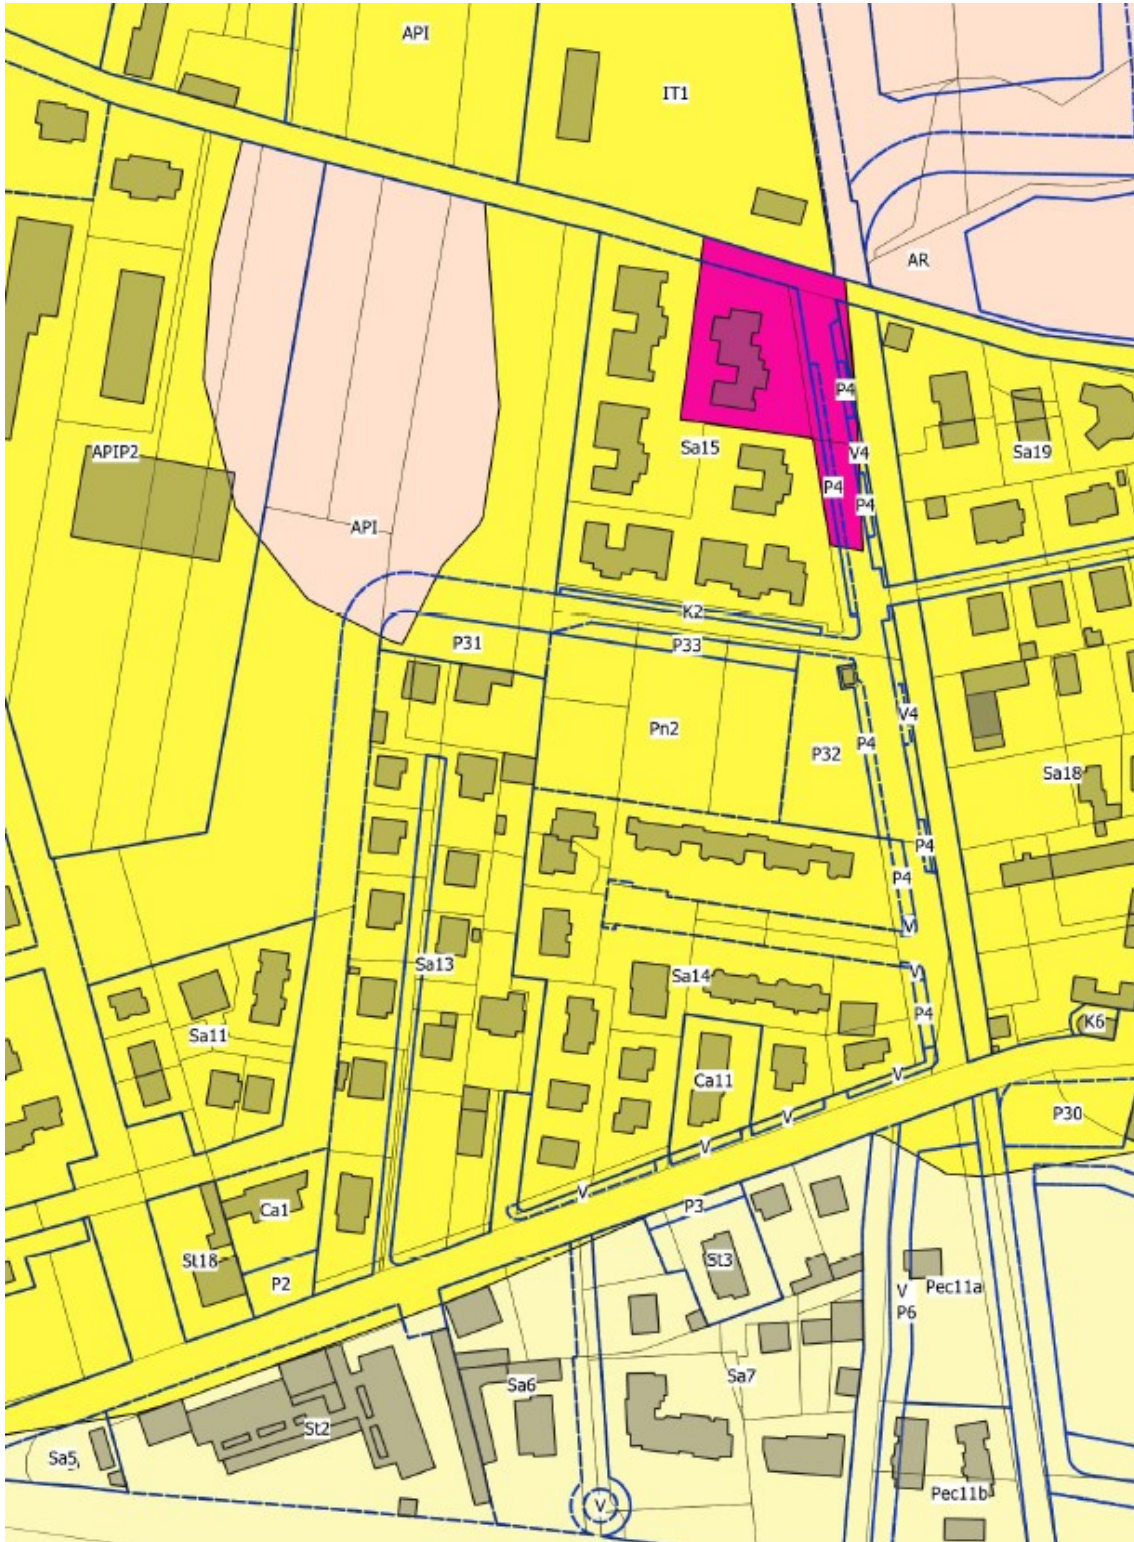 API
IT1
AR
P4
Sa15
V4
Sa19
APIP2
P4
P4
API
K2
P31
P33
V4
Pn2
P4
P32
Sa18
P4
P4
V
Sa13
V
Sa14
P4
K6
Sa11
V
Ca11
P30
V
V
V
P3
Ca1
St18
St3
P2
V
P6
Pec11a
Sa7
Sa6
St2
Sa5
Pec11b
V